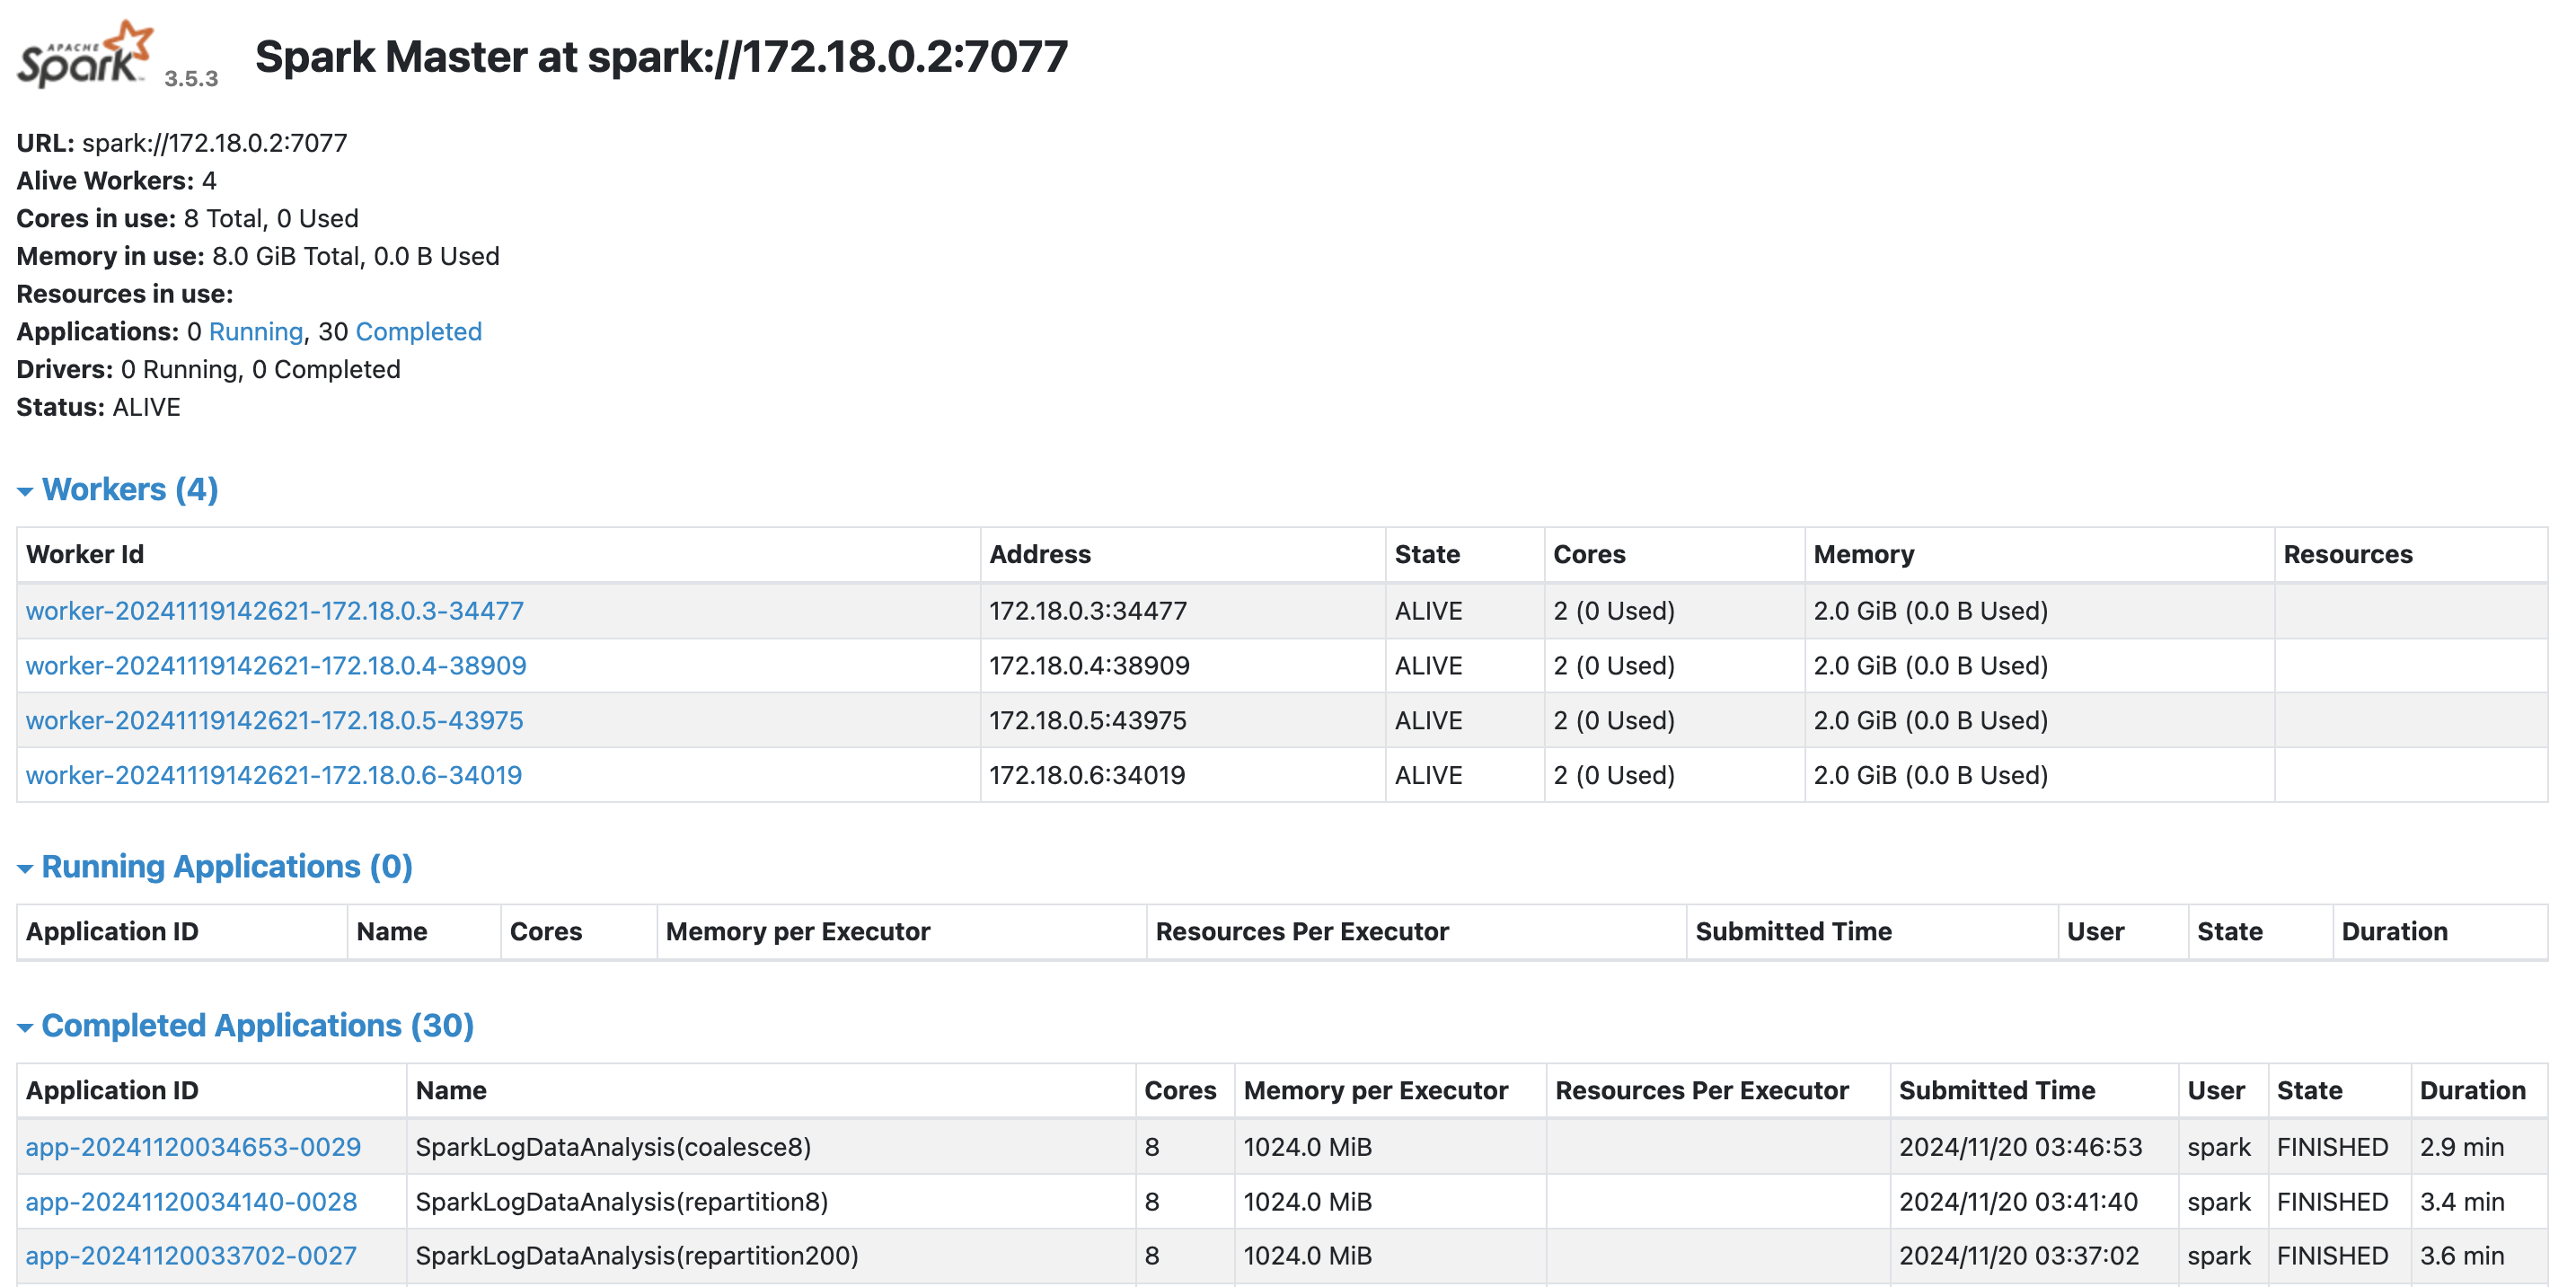 APACHE Spark 3.5.3 Spark Master at spark://172.18.0.2:7077
URL: spark://172.18.0.2:7077
Alive Workers: 4
Cores in use: 8 Total, 0 Used
Memory in use: 8.0 GiB Total, 0.0 B Used
Resources in use:
Applications: 0 Running, 30 Completed
Drivers: 0 Running, 0 Completed
Status: ALIVE
Workers (4)
Worker Id Address State Cores Memory Resources
worker-20241119142621-172.18.0.3-34477 172.18.0.3:34477 ALIVE 2 (0 Used) 2.0 GiB (0.0 B Used)
worker-20241119142621-172.18.0.4-38909 172.18.0.4:38909 ALIVE 2 (0 Used) 2.0 GiB (0.0 B Used)
worker-20241119142621-172.18.0.5-43975 172.18.0.5:43975 ALIVE 2 (0 Used) 2.0 GiB (0.0 B Used)
worker-20241119142621-172.18.0.6-34019 172.18.0.6:34019 ALIVE 2 (0 Used) 2.0 GiB (0.0 B Used)
Running Applications (0)
Application ID Name Cores Memory per Executor Resources Per Executor Submitted Time User State Duration
Completed Applications (30)
Application ID Name Cores Memory per Executor Resources Per Executor Submitted Time User State Duration
app-20241120034653-0029 SparkLogDataAnalysis(coalesce8) 8 1024.0 MiB 2024/11/20 03:46:53 spark FINISHED 2.9 min
app-20241120034140-0028 SparkLogDataAnalysis(repartition8) 8 1024.0 MiB 2024/11/20 03:41:40 spark FINISHED 3.4 min
app-20241120033702-0027 SparkLogDataAnalysis(repartition200) 8 1024.0 MiB 2024/11/20 03:37:02 spark FINISHED 3.6 min